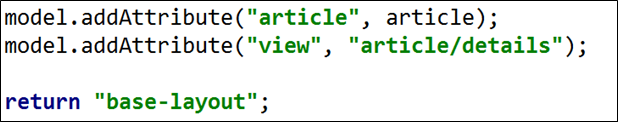 model.addAttribute("article", article);
model.addAttribute("view", "article/details");
return "base-layout";